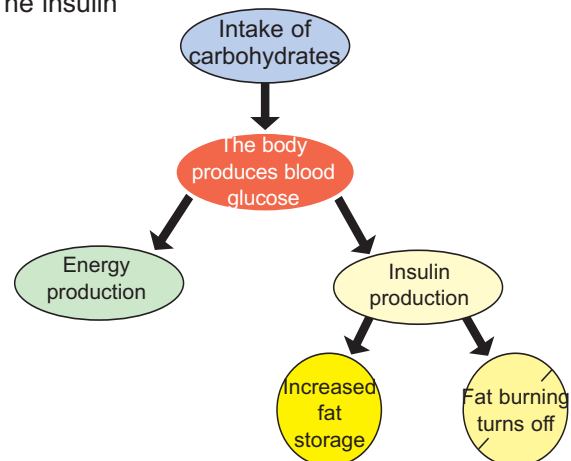 he insulin
Intake of
carbohydrates
The body
produces blood
glucose
Energy
production
Insulin
production
Increased
fat
storage
Fat burning
turns off